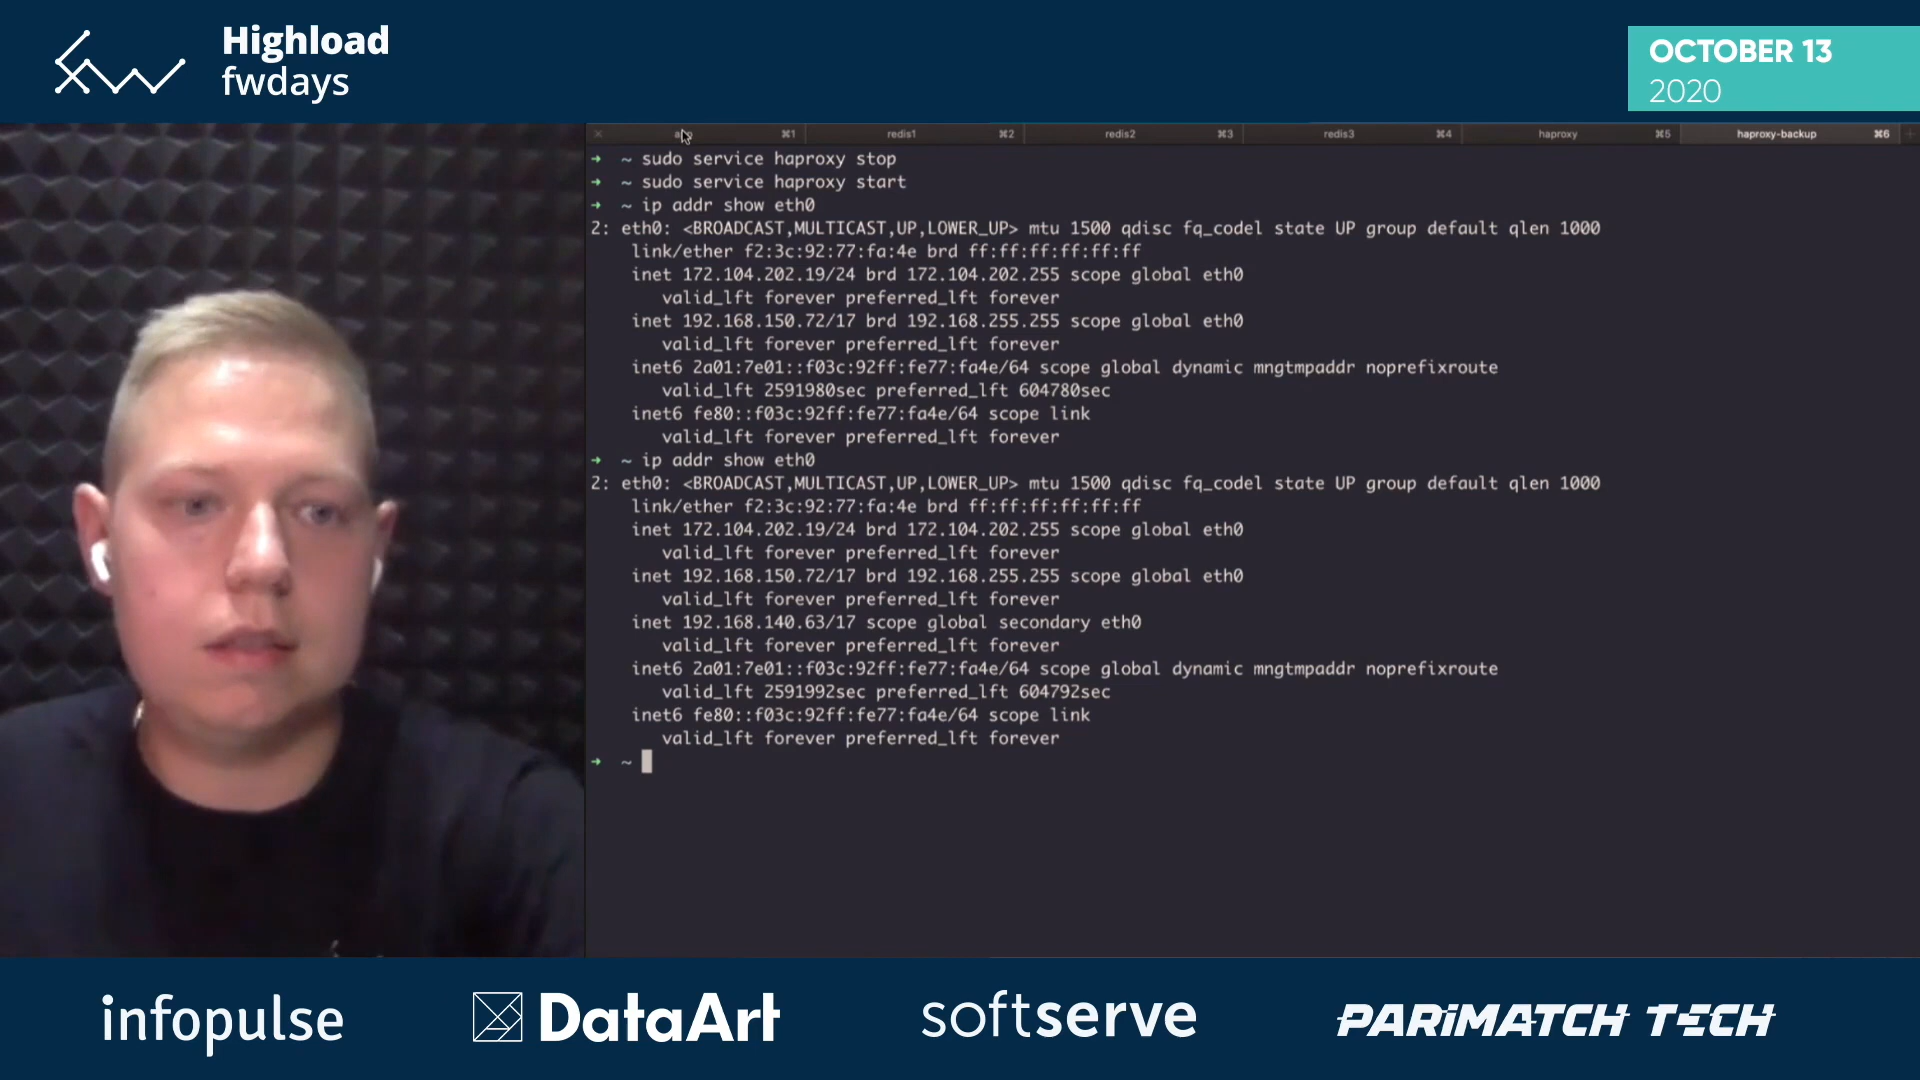 Highload
fwdays
OCTOBER 13
2020
⌘1 redis1 ⌘2 redis2 ⌘3 redis3 ⌘4 haproxy ⌘5 haproxy-backup ⌘6
→ ~ sudo service haproxy stop
→ ~ sudo service haproxy start
→ ~ ip addr show eth0
2: eth0: <BROADCAST,MULTICAST,UP,LOWER_UP> mtu 1500 qdisc fq_codel state UP group default qlen 1000
link/ether f2:3c:92:77:fa:4e brd ff:ff:ff:ff:ff:ff
inet 172.104.202.19/24 brd 172.104.202.255 scope global eth0
valid_lft forever preferred_lft forever
inet 192.168.150.72/17 brd 192.168.255.255 scope global eth0
valid_lft forever preferred_lft forever
inet6 2a01:7e01::f03c:92ff:fe77:fa4e/64 scope global dynamic mngtmpaddr noprefixroute
valid_lft 2591980sec preferred_lft 604780sec
inet6 fe80::f03c:92ff:fe77:fa4e/64 scope link
valid_lft forever preferred_lft forever
→ ~ ip addr show eth0
2: eth0: <BROADCAST,MULTICAST,UP,LOWER_UP> mtu 1500 qdisc fq_codel state UP group default qlen 1000
link/ether f2:3c:92:77:fa:4e brd ff:ff:ff:ff:ff:ff
inet 172.104.202.19/24 brd 172.104.202.255 scope global eth0
valid_lft forever preferred_lft forever
inet 192.168.150.72/17 brd 192.168.255.255 scope global eth0
valid_lft forever preferred_lft forever
inet 192.168.140.63/17 scope global secondary eth0
valid_lft forever preferred_lft forever
inet6 2a01:7e01::f03c:92ff:fe77:fa4e/64 scope global dynamic mngtmpaddr noprefixroute
valid_lft 2591992sec preferred_lft 604792sec
inet6 fe80::f03c:92ff:fe77:fa4e/64 scope link
valid_lft forever preferred_lft forever
→ ~
infopulse DataArt softserve PARIMATCH TECH